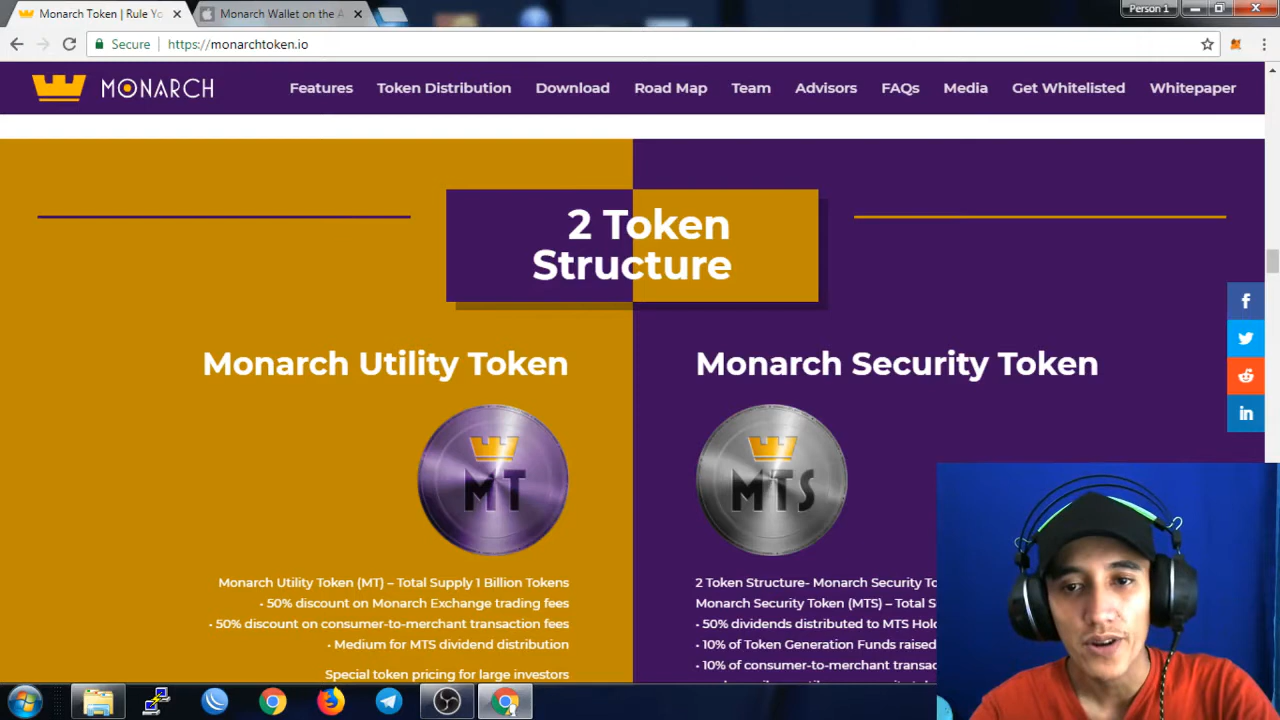 Monarch Token | Rule Yo
Monarch Wallet on the A
Person 1
Secure
https://monarchtoken.io
MONARCH
Features
Token Distribution
Download
Road Map
Team
Advisors
FAQs
Media
Get Whitelisted
Whitepaper
2 Token
Structure
Monarch Utility Token
MT
Monarch Utility Token (MT) – Total Supply 1 Billion Tokens
• 50% discount on Monarch Exchange trading fees
• 50% discount on consumer-to-merchant transaction fees
• Medium for MTS dividend distribution
Special token pricing for large investors
Monarch Security Token
MTS
2 Token Structure- Monarch Security To
Monarch Security Token (MTS) – Total S
• 50% dividends distributed to MTS Hol
• 10% of Token Generation Funds raised
• 10% of consumer-to-merchant transac